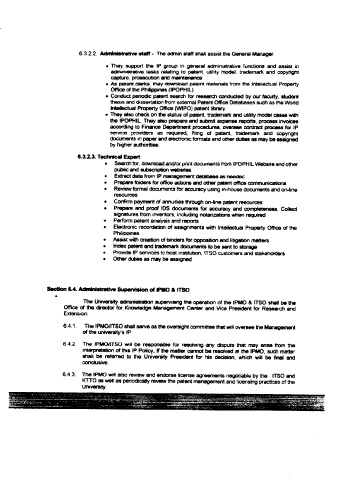 6.3.2.2. Administrative staff - The admin staff shall assist the General Manager
• They support the IP group in general administrative functions and assist in
administrative tasks relating to patent, utility model, trademark and copyright
capture, prosecution and maintenance
• As patent clerks, they download patent materials from the Intellectual Property
Office of the Philippines (IPOPHIL)
• Conduct periodic patent search for research conducted by our faculty, student
thesis and dissertation from external Patent Office Databases such as the World
Intellectual Property Office (WIPO) patent library
• They also check on the status of patent, trademark and utility model cases with
the IPOPHIL. They also prepare and submit expense reports, process invoices
according to Finance Department procedures, oversee contract process for IP
service providers as required, filing of patent, trademark and copyright
documents in paper and electronic formats and other duties as may be assigned
by higher authorities.
6.3.2.3. Technical Expert
• Search for, download and/or print documents from IPOPHIL Website and other
public and subscription websites
• Extract data from IP management database as needed
• Prepare folders for office actions and other patent office communications
• Review formal documents for accuracy using in-house documents and on-line
resources
• Confirm payment of annuities through on-line patent resources
• Prepare and proof IDS documents for accuracy and completeness. Collect
signatures from inventors, including notarizations when required
• Perform patent analysis and reports
• Electronic recordation of assignments with Intellectual Property Office of the
Philippines
• Assist with creation of binders for opposition and litigation matters
• Index patent and trademark documents to be sent to storage
• Provide IP services to host institution, ITSO customers and stakeholders
• Other duties as may be assigned
Section 6.4. Administrative Supervision of IPMO & ITSO
•
The University administration supervising the operation of the IPMO & ITSO shall be the
Office of the director for Knowledge Management Center and Vice President for Research and
Extension
6.4.1. The IPMO/ITSO shall serve as the oversight committee that will oversee the Management
of the university's IP
6.4.2. The IPMO/ITSO will be responsible for resolving any dispute that may arise from the
interpretation of this IP Policy. If the matter cannot be resolved at the IPMO, such matter
shall be referred to the University President for his decision, which will be final and
conclusive
6.4.3. The IPMO will also review and endorse license agreements negotiable by the ITSO and
KTTO as well as periodically review the patent management and licensing practices of the
University.